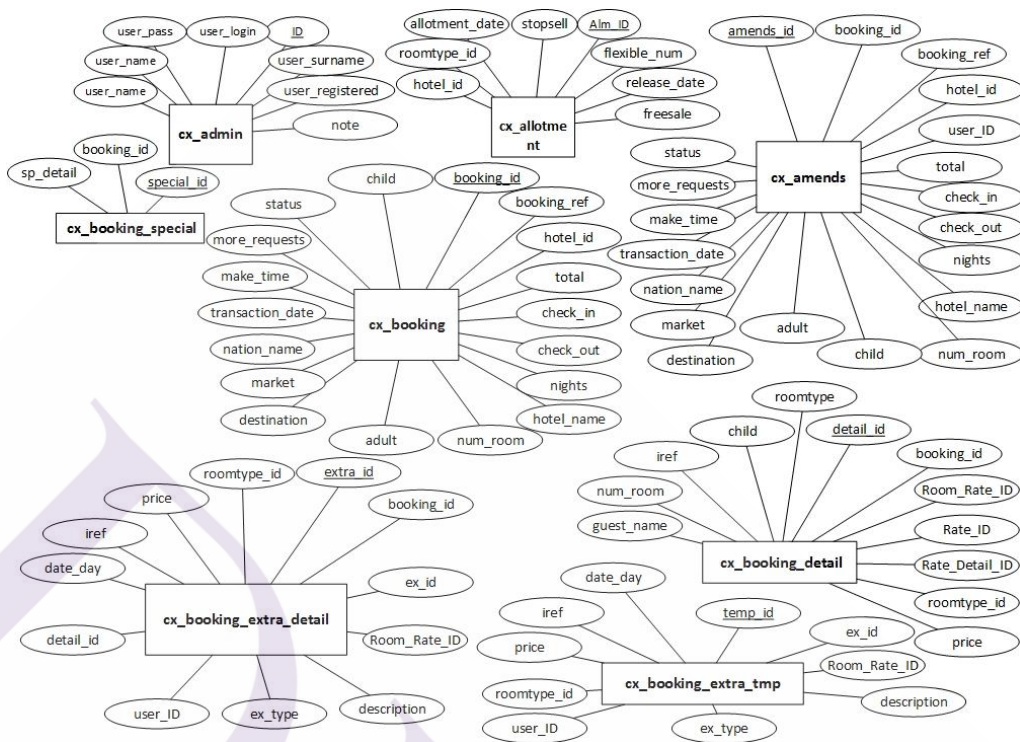 user_pass
user_login
ID
user_name
user_surname
user_name
user_registered
note
cx_admin
booking_id
sp_detail
special_id
cx_booking_special
allotment_date
stopsell
Alm_ID
roomtype_id
flexible_num
hotel_id
release_date
freesale
cx_allotme
nt
amends_id
booking_id
booking_ref
hotel_id
user_ID
status
total
more_requests
cx_amends
check_in
make_time
check_out
transaction_date
nights
nation_name
hotel_name
market
adult
destination
child
num_room
child
booking_id
status
booking_ref
more_requests
hotel_id
make_time
total
transaction_date
cx_booking
check_in
nation_name
check_out
market
nights
destination
hotel_name
adult
num_room
roomtype_id
extra_id
price
booking_id
iref
date_day
ex_id
cx_booking_extra_detail
detail_id
Room_Rate_ID
user_ID
ex_type
description
roomtype
child
detail_id
iref
booking_id
num_room
Room_Rate_ID
guest_name
Rate_ID
cx_booking_detail
Rate_Detail_ID
roomtype_id
price
date_day
iref
temp_id
price
ex_id
cx_booking_extra_tmp
Room_Rate_ID
roomtype_id
description
user_ID
ex_type